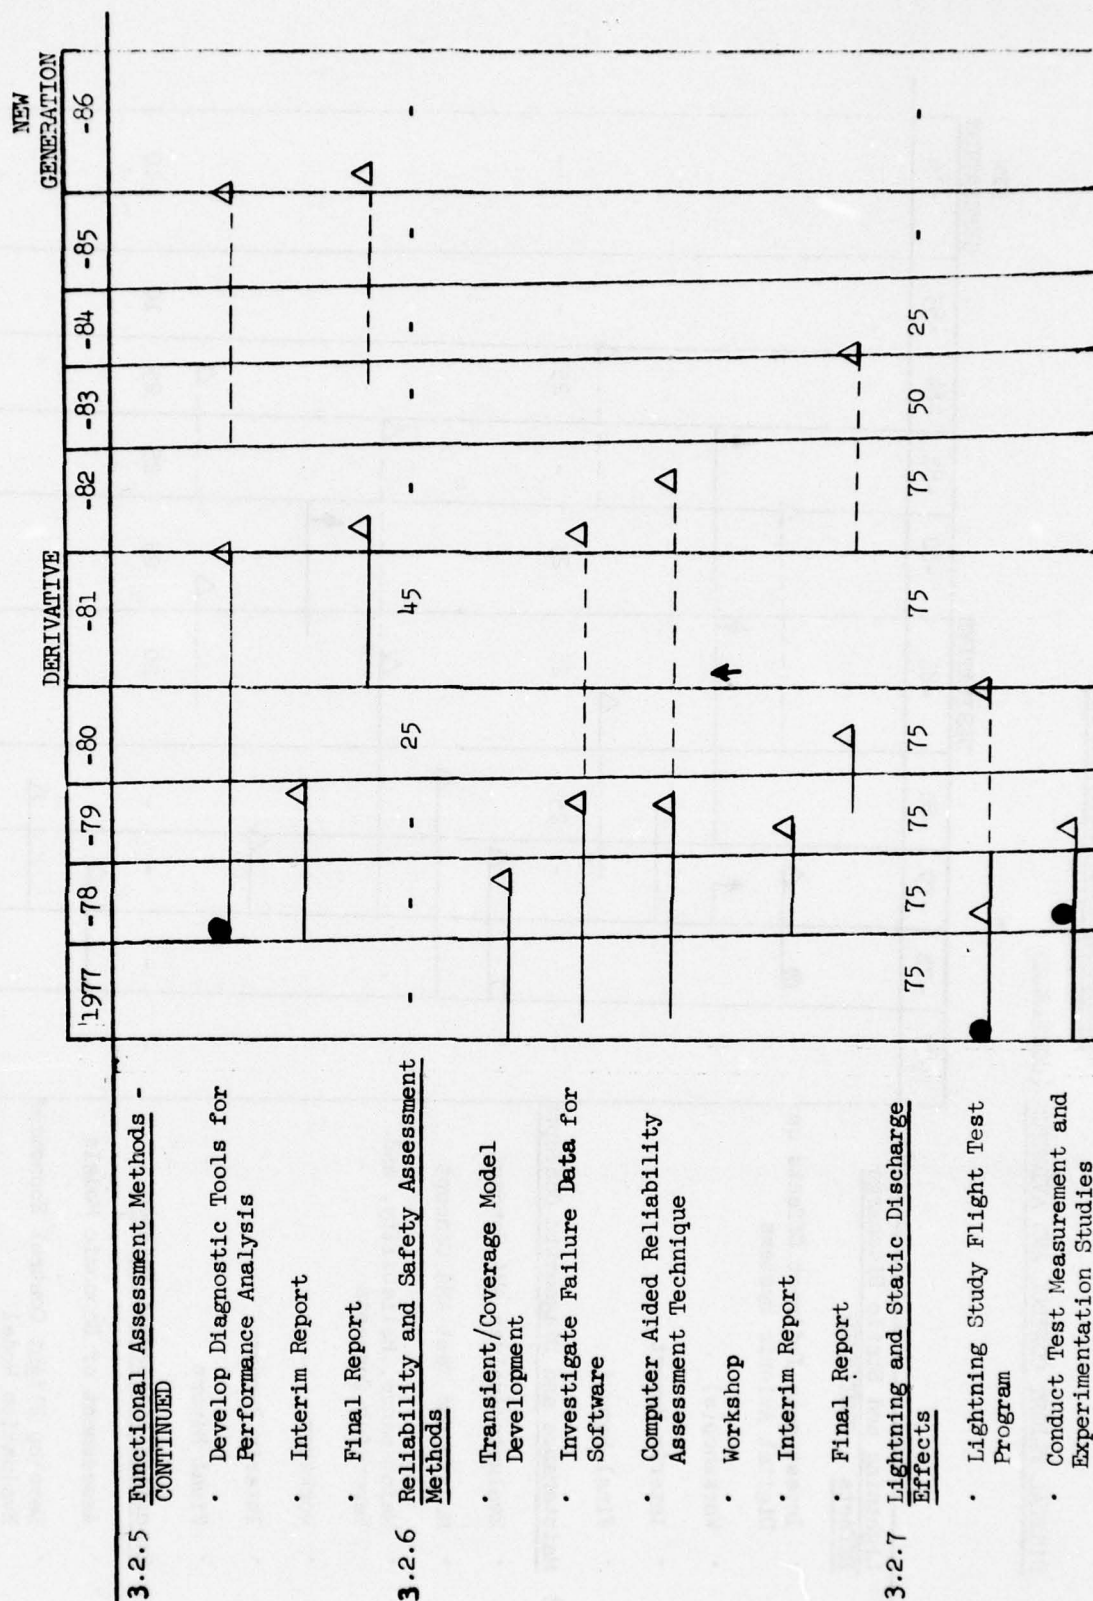 DERIVATIVE
NEW
GENERATION
1977 -78 -79 -80 -81 -82 -83 -84 -85 -86
3.2.5 Functional Assessment Methods -
CONTINUED
· Develop Diagnostic Tools for
Performance Analysis
· Interim Report
· Final Report
3.2.6 Reliability and Safety Assessment
Methods
- - - 25 45 - - - - -
· Transient/Coverage Model
Development
· Investigate Failure Data for
Software
· Computer Aided Reliability
Assessment Technique
· Workshop
· Interim Report
· Final Report
3.2.7 Lightning and Static Discharge
Effects
75 75 75 75 75 75 50 25 - -
· Lightning Study Flight Test
Program
· Conduct Test Measurement and
Experimentation Studies